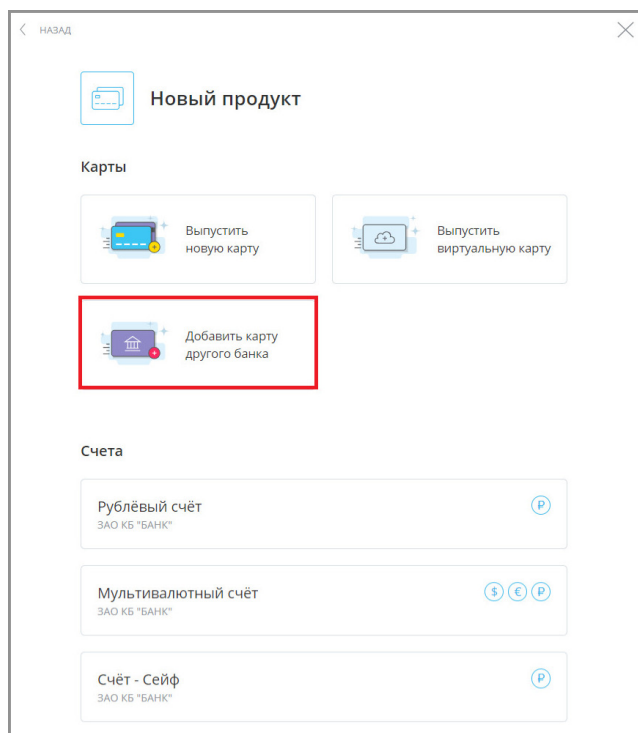 НАЗАД
Новый продукт
Карты
Выпустить
новую карту
Выпустить
виртуальную карту
Добавить карту
другого банка
Счета
Рублёвый счёт
ЗАО КБ "БАНК"
₽
Мультивалютный счёт
ЗАО КБ "БАНК"
$ € ₽
Счёт - Сейф
ЗАО КБ "БАНК"
₽